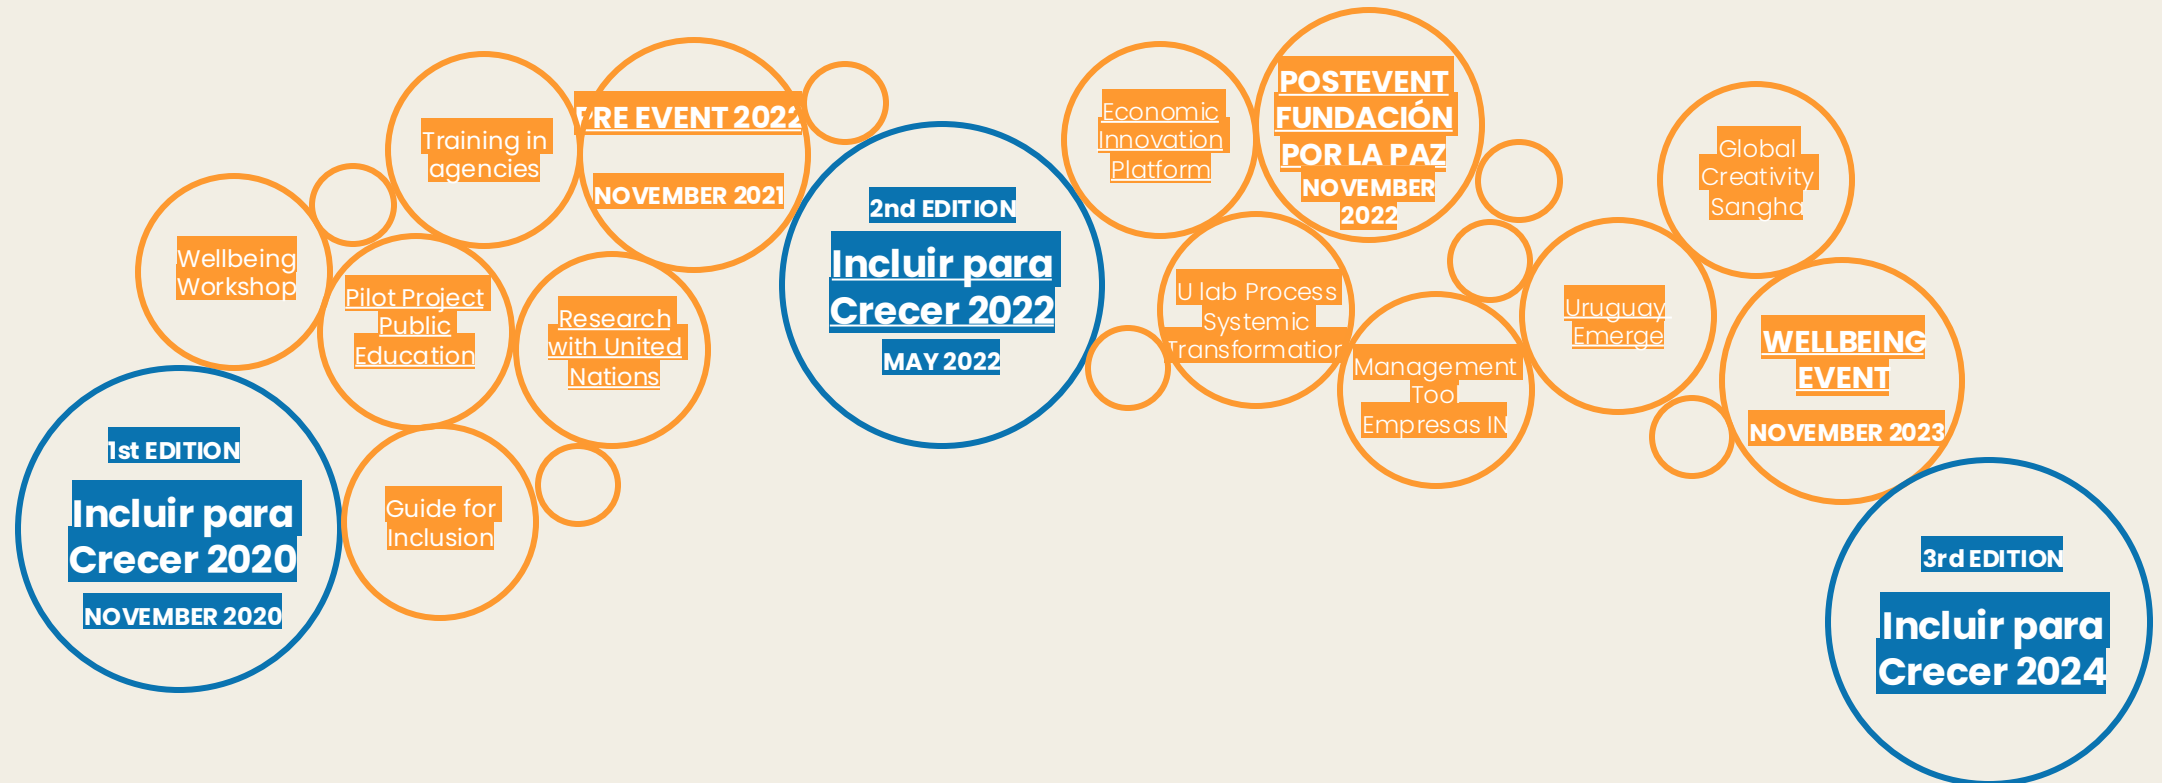 1st EDITION
Incluir para
Crecer 2020
NOVEMBER 2020
Wellbeing
Workshop
Guide for
Inclusion
Pilot Project
Public
Education
Training in
agencies
Research
with United
Nations
PRE EVENT 2022
NOVEMBER 2021
2nd EDITION
Incluir para
Crecer 2022
MAY 2022
Economic
Innovation
Platform
U lab Process
Systemic
Transformation
POSTEVENT
FUNDACIÓN
POR LA PAZ
NOVEMBER
2022
Management
Tool
Empresas IN
Uruguay
Emerge
Global
Creativity
Sangha
WELLBEING
EVENT
NOVEMBER 2023
3rd EDITION
Incluir para
Crecer 2024